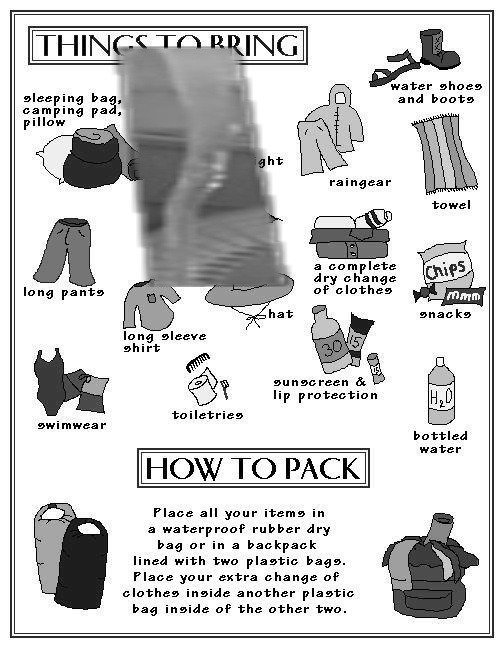 THINGS TO BRING
water shoes
and boots
sleeping bag,
camping pad,
pillow
ght
raingear
towel
a complete
dry change
of clothes
Chips
mmm
snacks
long pants
hat
long sleeve
shirt
30
15
sunscreen &
lip protection
H2O
bottled
water
swimwear
toiletries
HOW TO PACK
Place all your items in
a waterproof rubber dry
bag or in a backpack
lined with two plastic bags.
Place your extra change of
clothes inside another plastic
bag inside of the other two.